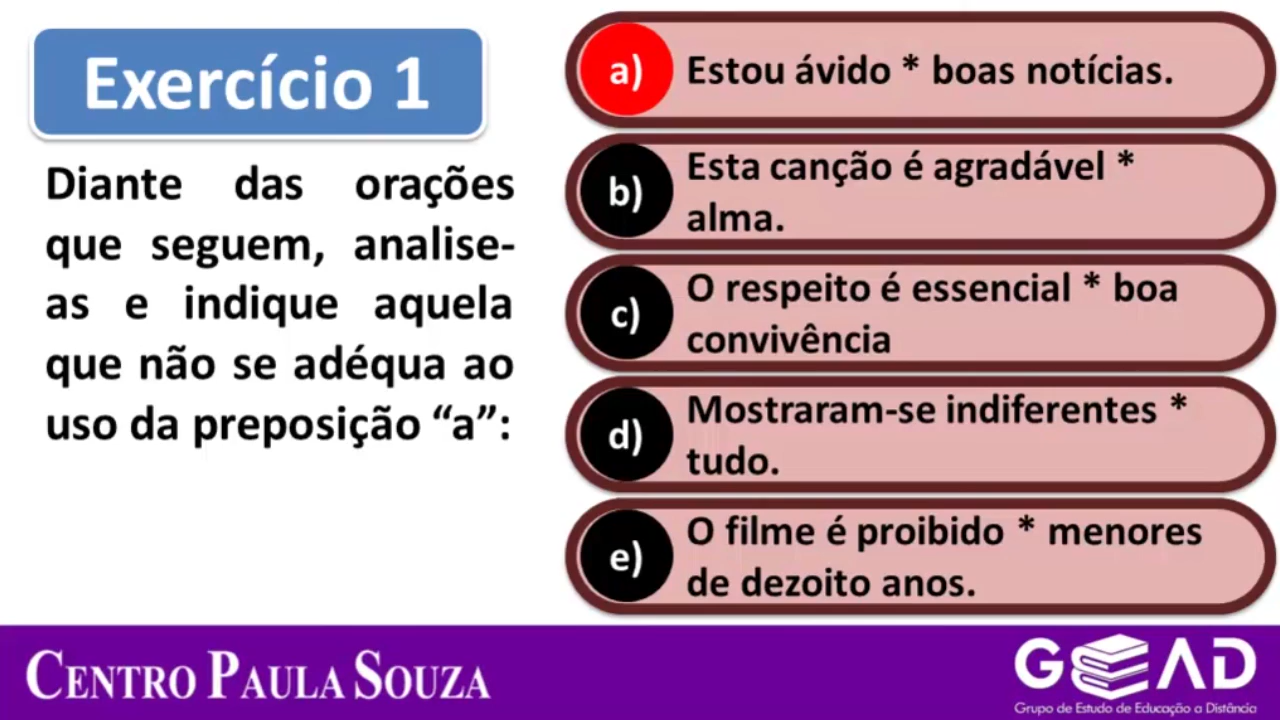 Exercício 1
Diante das orações
que seguem, analise-
as e indique aquela
que não se adéqua ao
uso da preposição “a”:
a) Estou ávido * boas notícias.
b) Esta canção é agradável *
alma.
c) O respeito é essencial * boa
convivência
d) Mostraram-se indiferentes *
tudo.
e) O filme é proibido * menores
de dezoito anos.
CENTRO PAULA SOUZA
GEAD
Grupo de Estudo de Educação a Distância